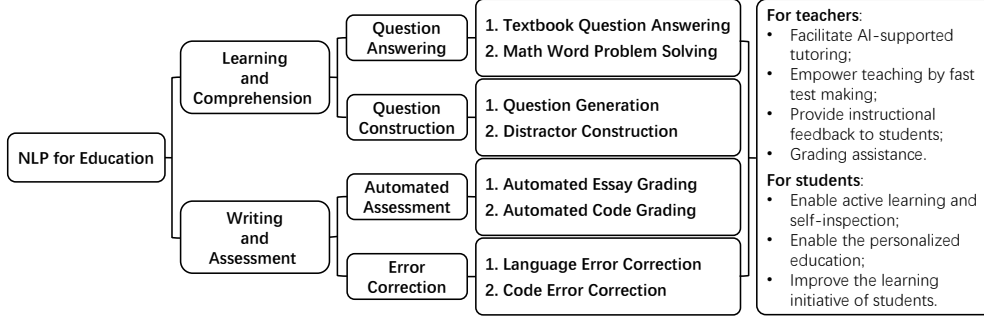 NLP for Education
Learning
and
Comprehension
Writing
and
Assessment
Question
Answering
Question
Construction
Automated
Assessment
Error
Correction
1. Textbook Question Answering
2. Math Word Problem Solving
1. Question Generation
2. Distractor Construction
1. Automated Essay Grading
2. Automated Code Grading
1. Language Error Correction
2. Code Error Correction
For teachers:
• Facilitate AI-supported
tutoring;
• Empower teaching by fast
test making;
• Provide instructional
feedback to students;
• Grading assistance.
For students:
• Enable active learning and
self-inspection;
• Enable the personalized
education;
• Improve the learning
initiative of students.